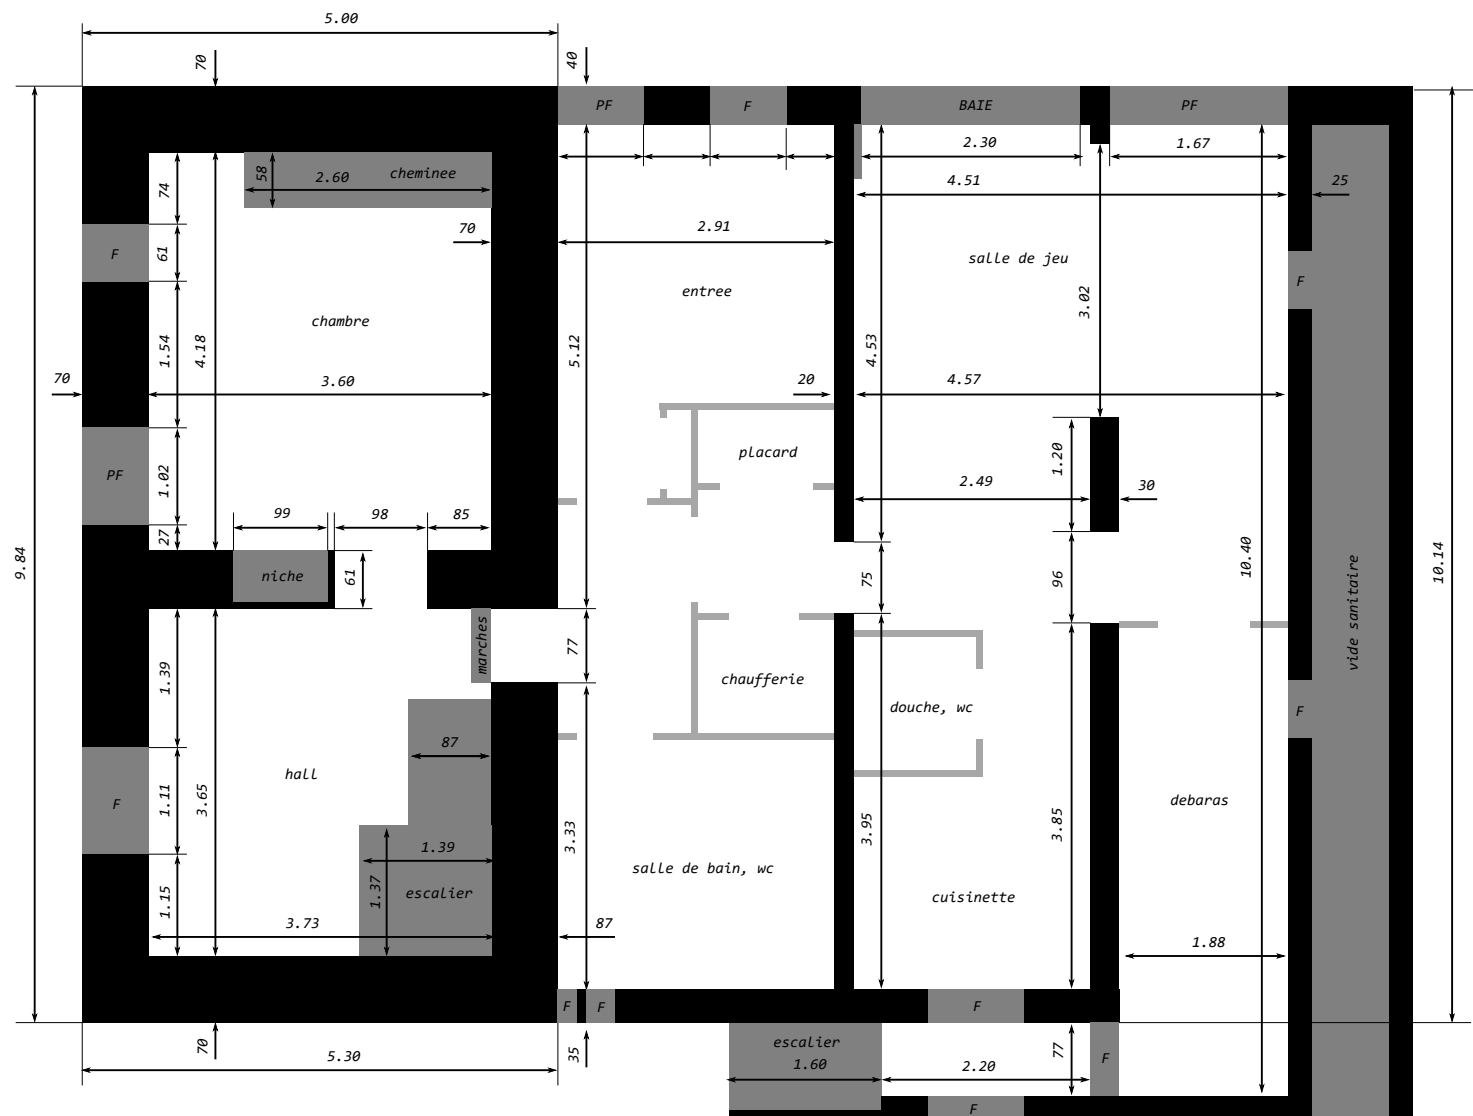 5.00
70
40
PF
F
BAIE
PF
58
2.60
cheminee
2.30
1.67
74
4.51
25
70
2.91
F
61
salle de jeu
F
entree
3.02
chambre
1.54
4.18
5.12
4.53
70
3.60
20
4.57
placard
1.20
PF
1.02
2.49
30
99
98
85
27
9.84
niche
61
75
96
10.40
10.14
vide sanitaire
marches
77
1.39
chaufferie
douche, wc
F
87
hall
F
1.11
3.65
debaras
3.33
3.95
3.85
1.39
salle de bain, wc
1.15
1.37
escalier
cuisinette
3.73
87
1.88
F
F
F
70
35
escalier
77
5.30
1.60
2.20
F
F